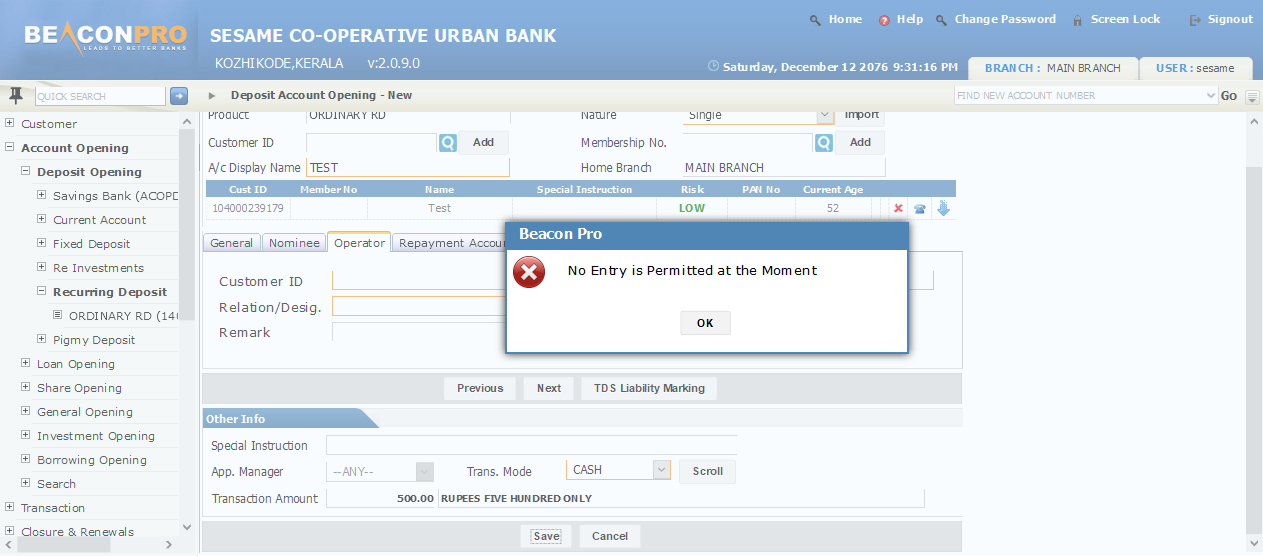 Home Help Change Password Screen Lock Signout
BEACONPRO
LEADS TO BETTER BANKS
SESAME CO-OPERATIVE URBAN BANK
KOZHIKODE,KERALA v:2.0.9.0
Saturday, December 12 2076 9:31:16 PM BRANCH : MAIN BRANCH USER : sesame
QUICK SEARCH Deposit Account Opening - New FIND NEW ACCOUNT NUMBER Go
Customer
Account Opening
Deposit Opening
Savings Bank (ACOPD
Current Account
Fixed Deposit
Re Investments
Recurring Deposit
ORDINARY RD (140
Pigmy Deposit
Loan Opening
Share Opening
General Opening
Investment Opening
Borrowing Opening
Search
Transaction
Closure & Renewals
Product ORDINARY RD Nature Single Import
Customer ID Add Membership No. Add
A/c Display Name TEST Home Branch MAIN BRANCH
Cust ID Member No Name Special Instruction Risk PAN No Current Age
104000239179 Test LOW 52
General Nominee Operator Repayment Accou
Customer ID
Relation/Desig.
Remark
Beacon Pro
No Entry is Permitted at the Moment
OK
Previous Next TDS Liability Marking
Other Info
Special Instruction
App. Manager --ANY-- Trans. Mode CASH Scroll
Transaction Amount 500.00 RUPEES FIVE HUNDRED ONLY
Save Cancel